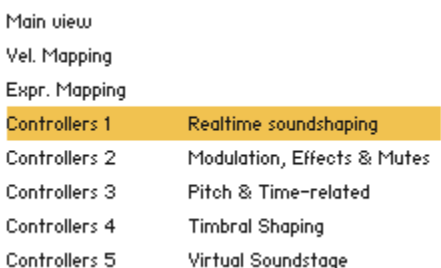 Main view
Vel. Mapping
Expr. Mapping
Controllers 1 Realtime soundshaping
Controllers 2 Modulation, Effects & Mutes
Controllers 3 Pitch & Time-related
Controllers 4 Timbral Shaping
Controllers 5 Virtual Soundstage